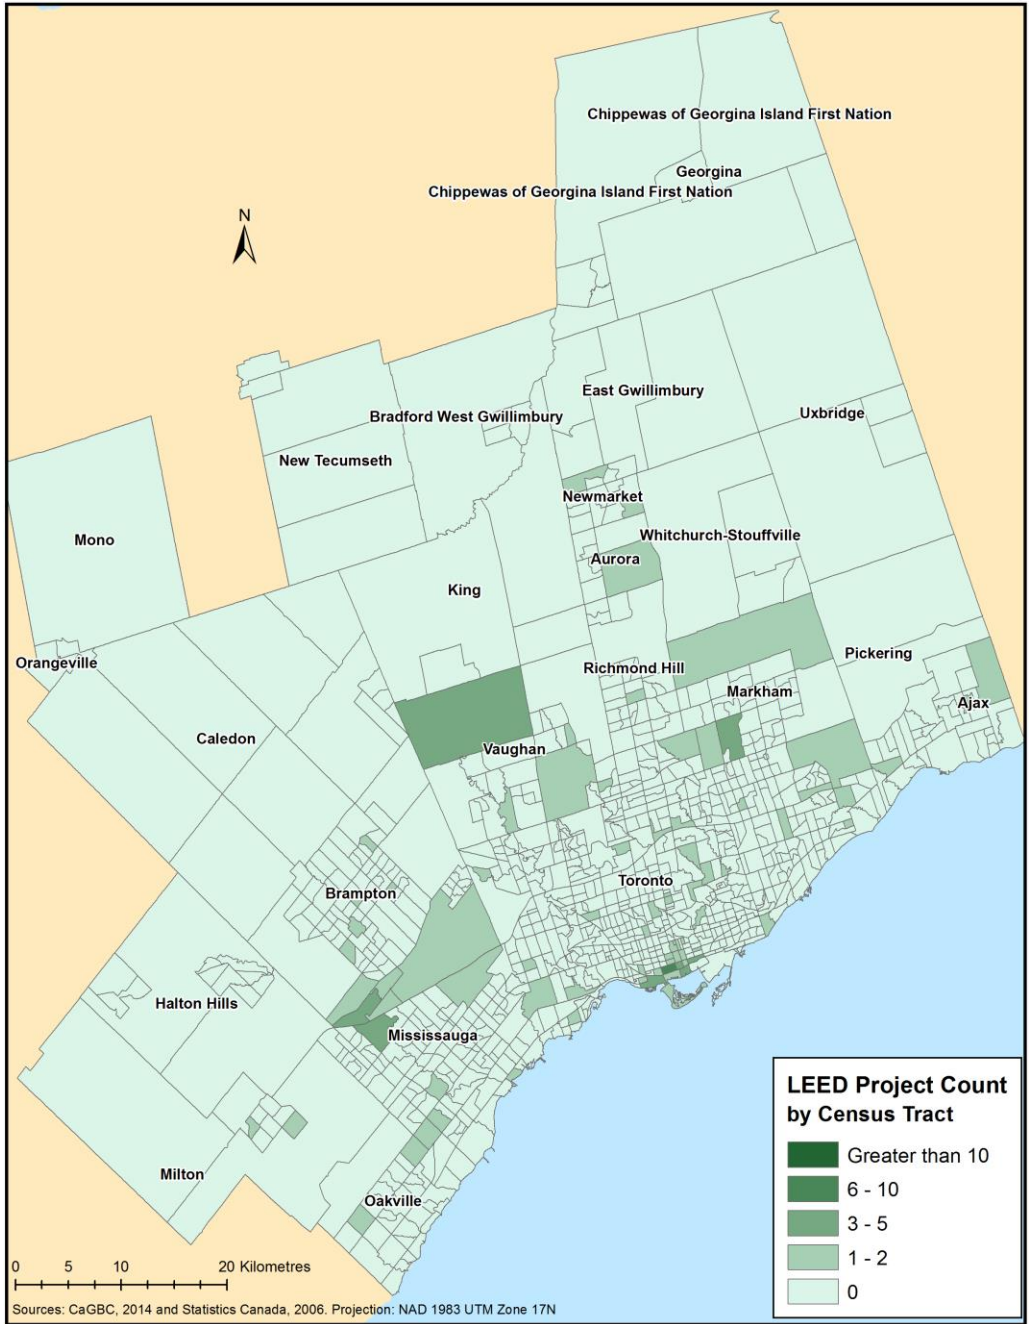 Chippewas of Georgina Island First Nation
Georgina
Chippewas of Georgina Island First Nation
N
East Gwillimbury
Uxbridge
Bradford West Gwillimbury
New Tecumseth
Newmarket
Whitchurch-Stouffville
Mono
Aurora
King
Pickering
Orangeville
Richmond Hill
Markham
Ajax
Caledon
Vaughan
Toronto
Brampton
Halton Hills
Mississauga
Milton
Oakville
LEED Project Count
by Census Tract
Greater than 10
6 - 10
3 - 5
1 - 2
0
0 5 10 20 Kilometres
Sources: CaGBC, 2014 and Statistics Canada, 2006. Projection: NAD 1983 UTM Zone 17N